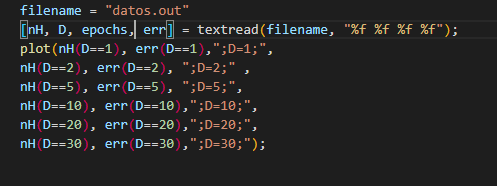 filename = "datos.out"
[nH, D, epochs, err] = textread(filename, "%f %f %f %f");
plot(nH(D==1), err(D==1),";D=1;",
nH(D==2), err(D==2), ";D=2;" ,
nH(D==5), err(D==5), ";D=5;",
nH(D==10), err(D==10),";D=10;",
nH(D==20), err(D==20),";D=20;",
nH(D==30), err(D==30),";D=30;");